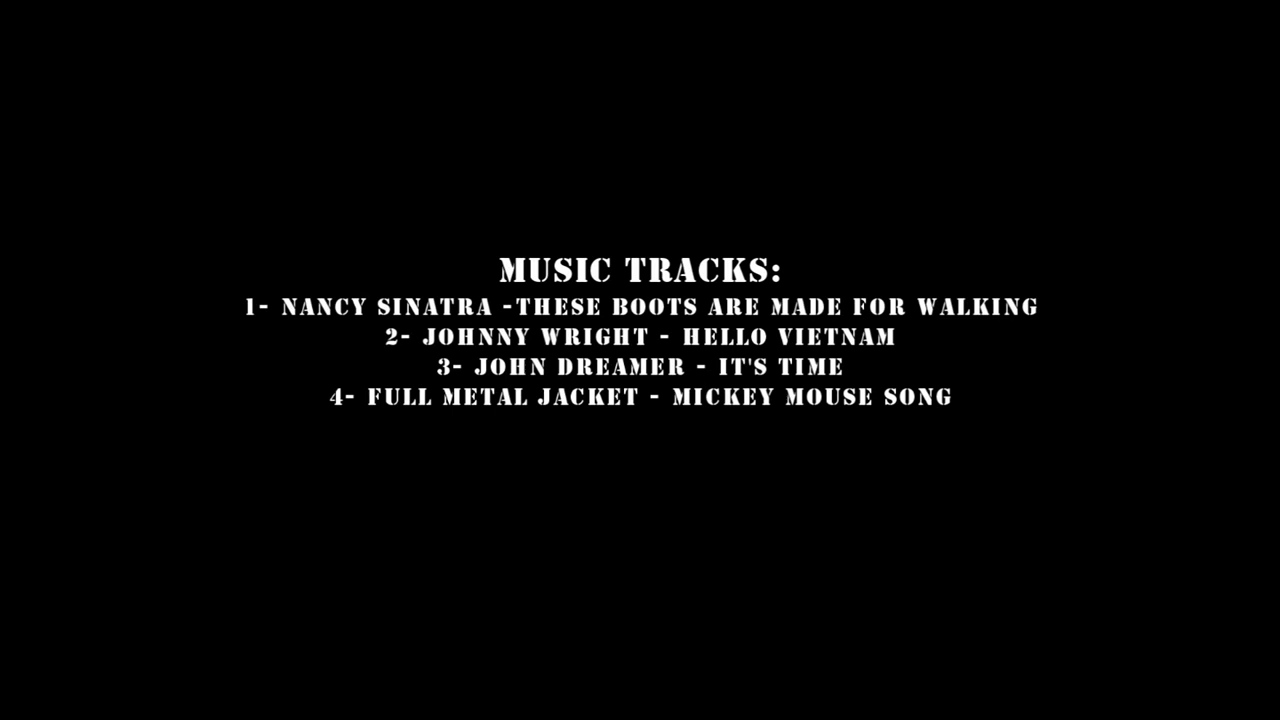 MUSIC TRACKS:
1- NANCY SINATRA -THESE BOOTS ARE MADE FOR WALKING
2- JOHNNY WRIGHT - HELLO VIETNAM
3- JOHN DREAMER - IT'S TIME
4- FULL METAL JACKET - MICKEY MOUSE SONG